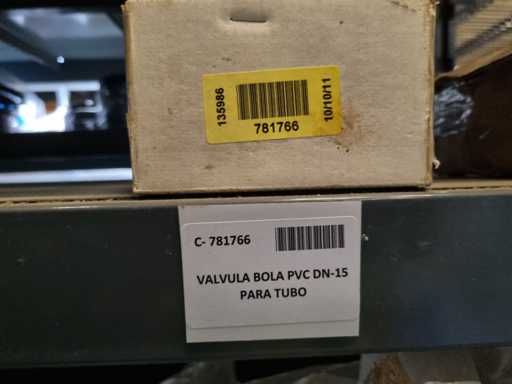 135986
781766
10/10/11
C- 781766
VALVULA BOLA PVC DN-15
PARA TUBO